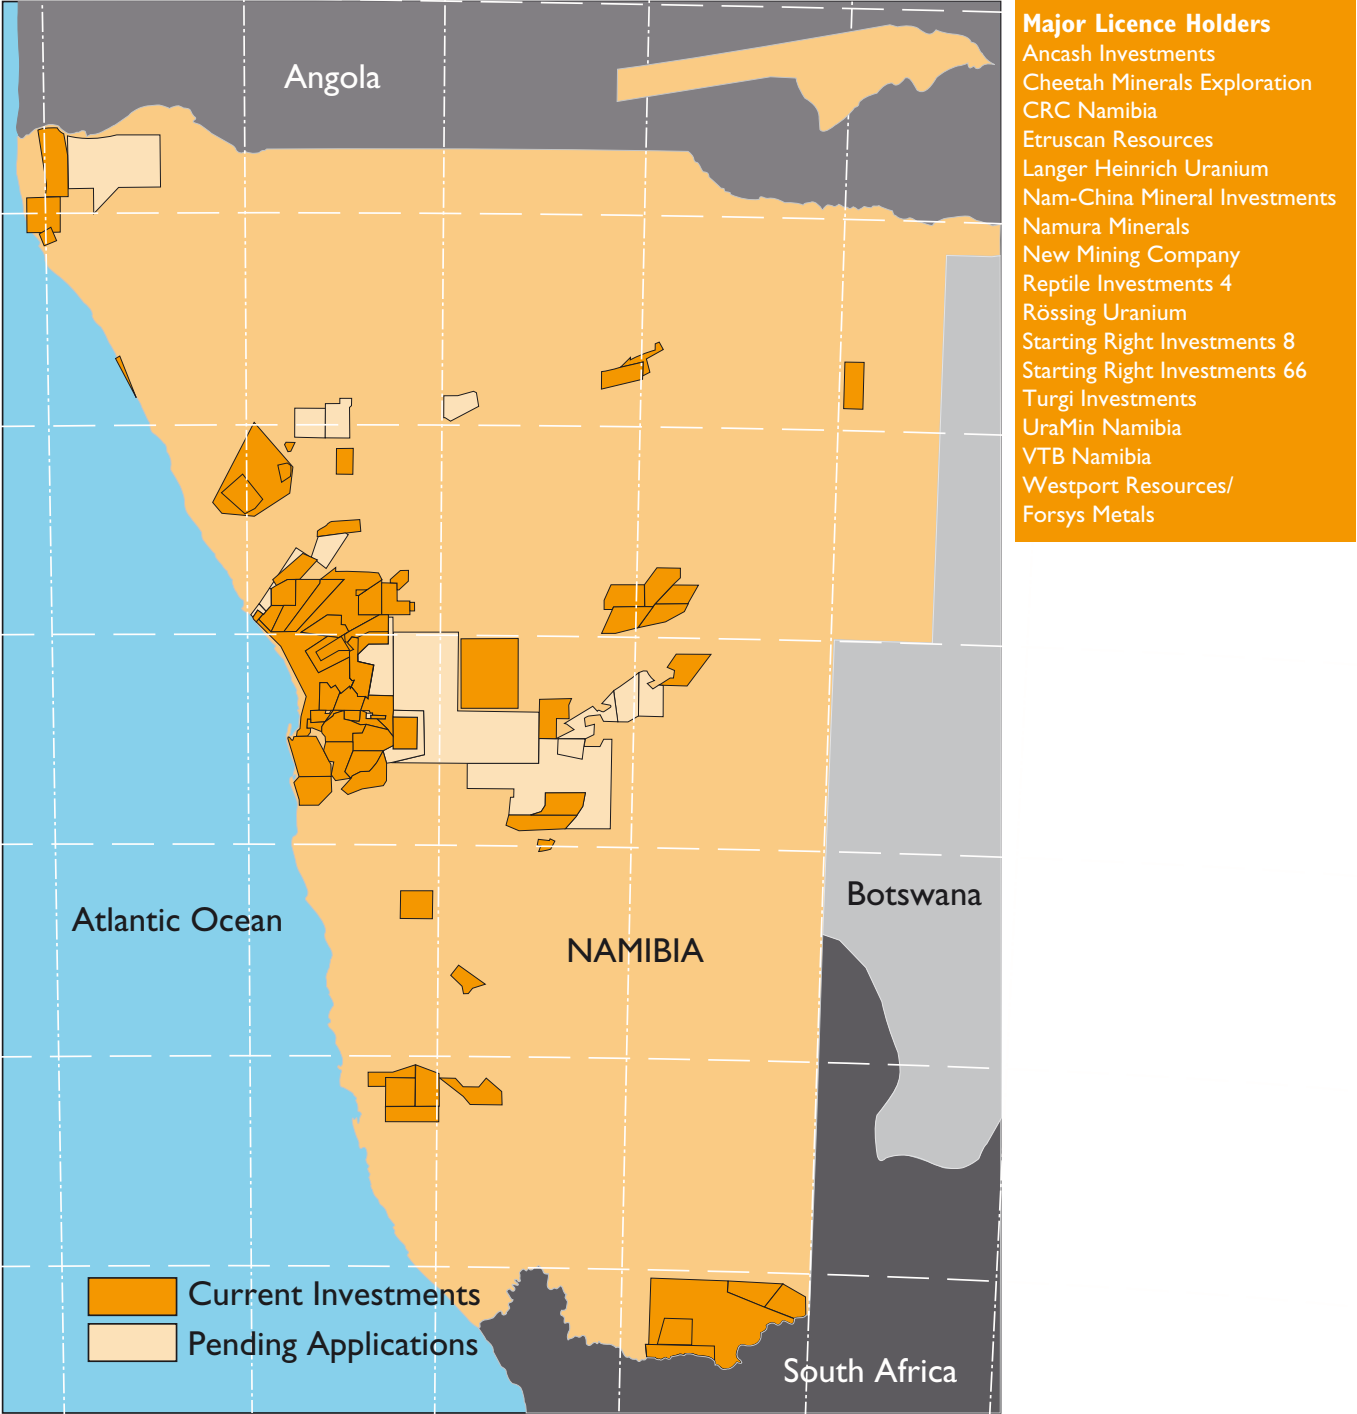 Angola
Atlantic Ocean
NAMIBIA
Botswana
South Africa
Current Investments
Pending Applications
Major Licence Holders
Ancash Investments
Cheetah Minerals Exploration
CRC Namibia
Etruscan Resources
Langer Heinrich Uranium
Nam-China Mineral Investments
Namura Minerals
New Mining Company
Reptile Investments 4
Rössing Uranium
Starting Right Investments 8
Starting Right Investments 66
Turgi Investments
UraMin Namibia
VTB Namibia
Westport Resources/
Forsys Metals